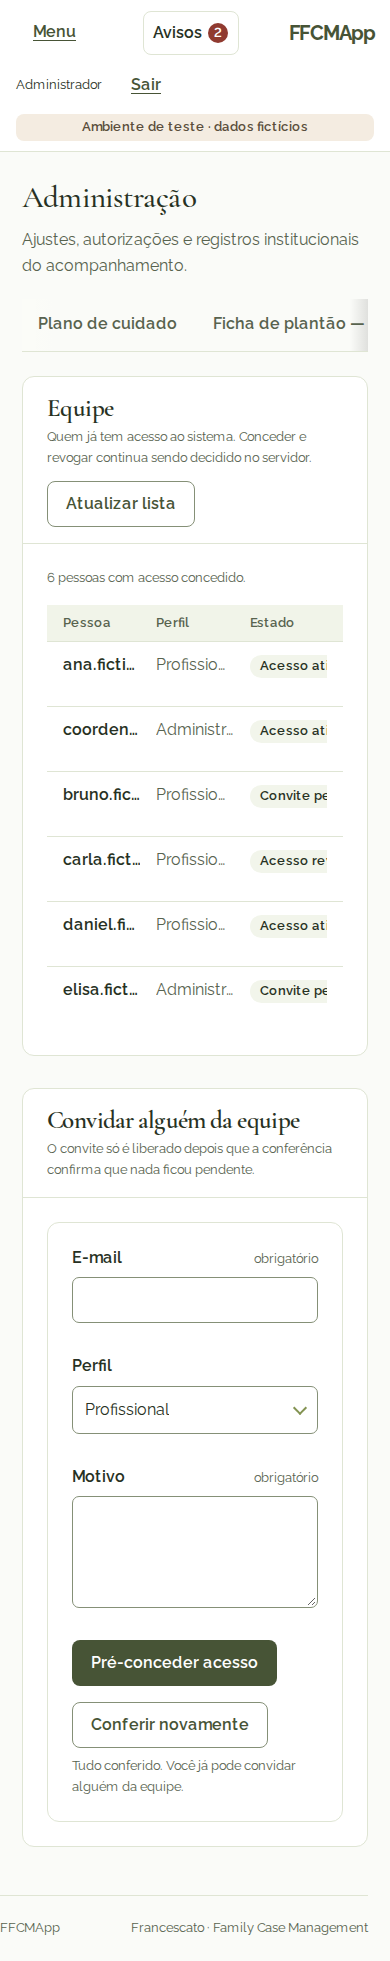 Menu
Avisos 2
FFCMApp
Administrador
Sair
Ambiente de teste · dados fictícios
Administração
Ajustes, autorizações e registros institucionais
do acompanhamento.
Plano de cuidado
Ficha de plantão —
Equipe
Quem já tem acesso ao sistema. Conceder e
revogar continua sendo decidido no servidor.
Atualizar lista
6 pessoas com acesso concedido.
Pessoa Perfil Estado
ana.ficti… Profissio… Acesso ati
coorden… Administr… Acesso ati
bruno.fic… Profissio… Convite pe
carla.fict… Profissio… Acesso re
daniel.fi… Profissio… Acesso ati
elisa.fict… Administr… Convite pe
Convidar alguém da equipe
O convite só é liberado depois que a conferência
confirma que nada ficou pendente.
E-mail obrigatório
Perfil
Profissional
Motivo obrigatório
Pré-conceder acesso
Conferir novamente
Tudo conferido. Você já pode convidar
alguém da equipe.
FFCMApp
Francescato · Family Case Management